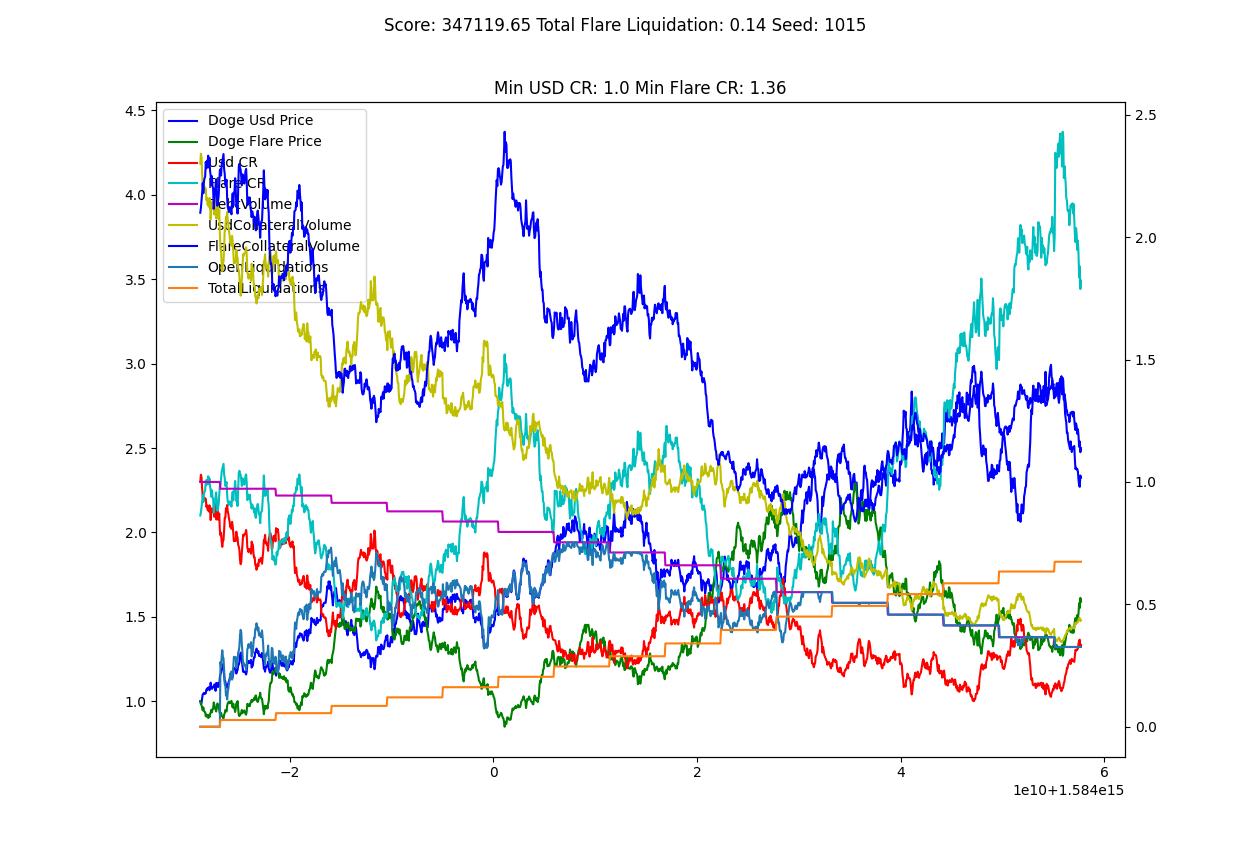 Score: 347119.65 Total Flare Liquidation: 0.14 Seed: 1015
Min USD CR: 1.0 Min Flare CR: 1.36
Doge Usd Price
Doge Flare Price
Usd CR
Flare CR
TestVolume
UsdCollateralVolume
FlareCollateralVolume
OpenLiquidations
TotalLiquidations
4.5
4.0
3.5
3.0
2.5
2.0
1.5
1.0
2.5
2.0
1.5
1.0
0.5
0.0
−2
0
2
4
6
1e10+1.584e15